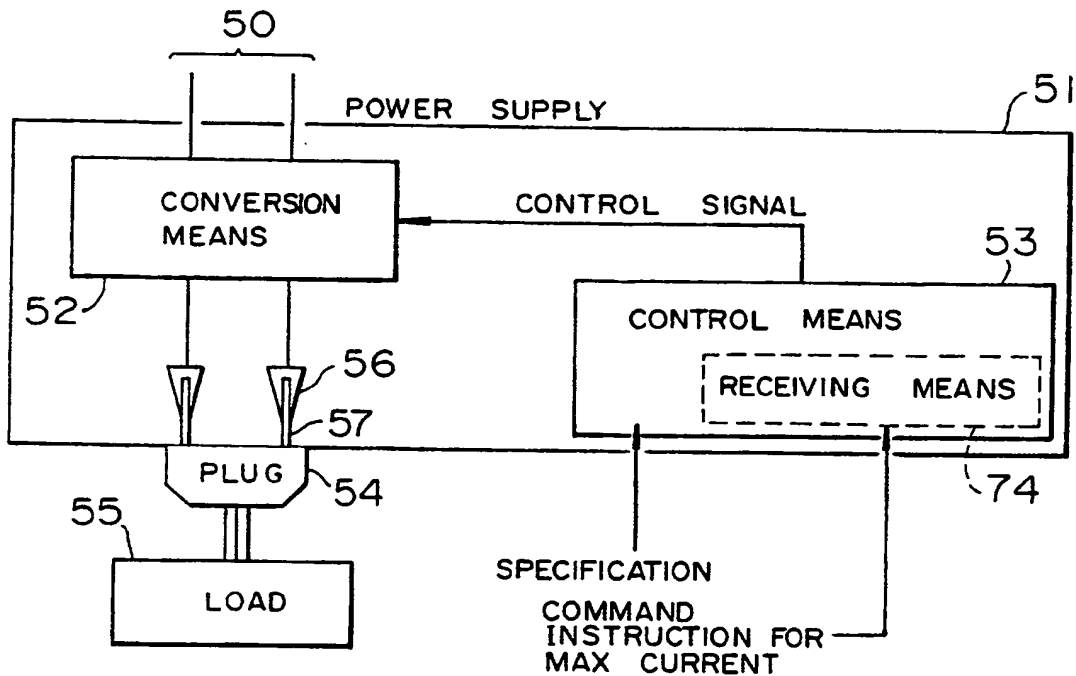 50
POWER SUPPLY
51
CONVERSION
MEANS
CONTROL SIGNAL
52
53
CONTROL MEANS
RECEIVING MEANS
56
57
PLUG
54
74
55
LOAD
SPECIFICATION
COMMAND
INSTRUCTION FOR
MAX CURRENT